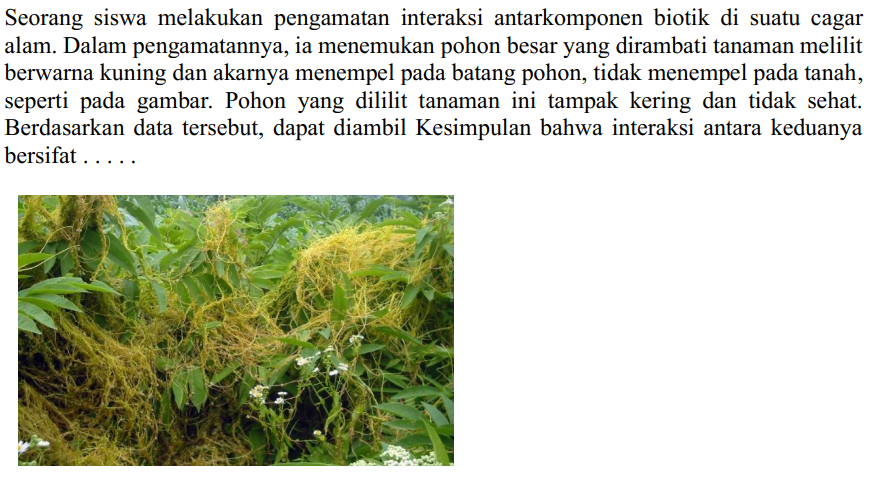 Seorang siswa melakukan pengamatan interaksi antarkomponen biotik di suatu cagar
alam. Dalam pengamatannya, ia menemukan pohon besar yang dirambati tanaman melilit
berwarna kuning dan akarnya menempel pada batang pohon, tidak menempel pada tanah,
seperti pada gambar. Pohon yang dililit tanaman ini tampak kering dan tidak sehat.
Berdasarkan data tersebut, dapat diambil Kesimpulan bahwa interaksi antara keduanya
bersifat . . . . .